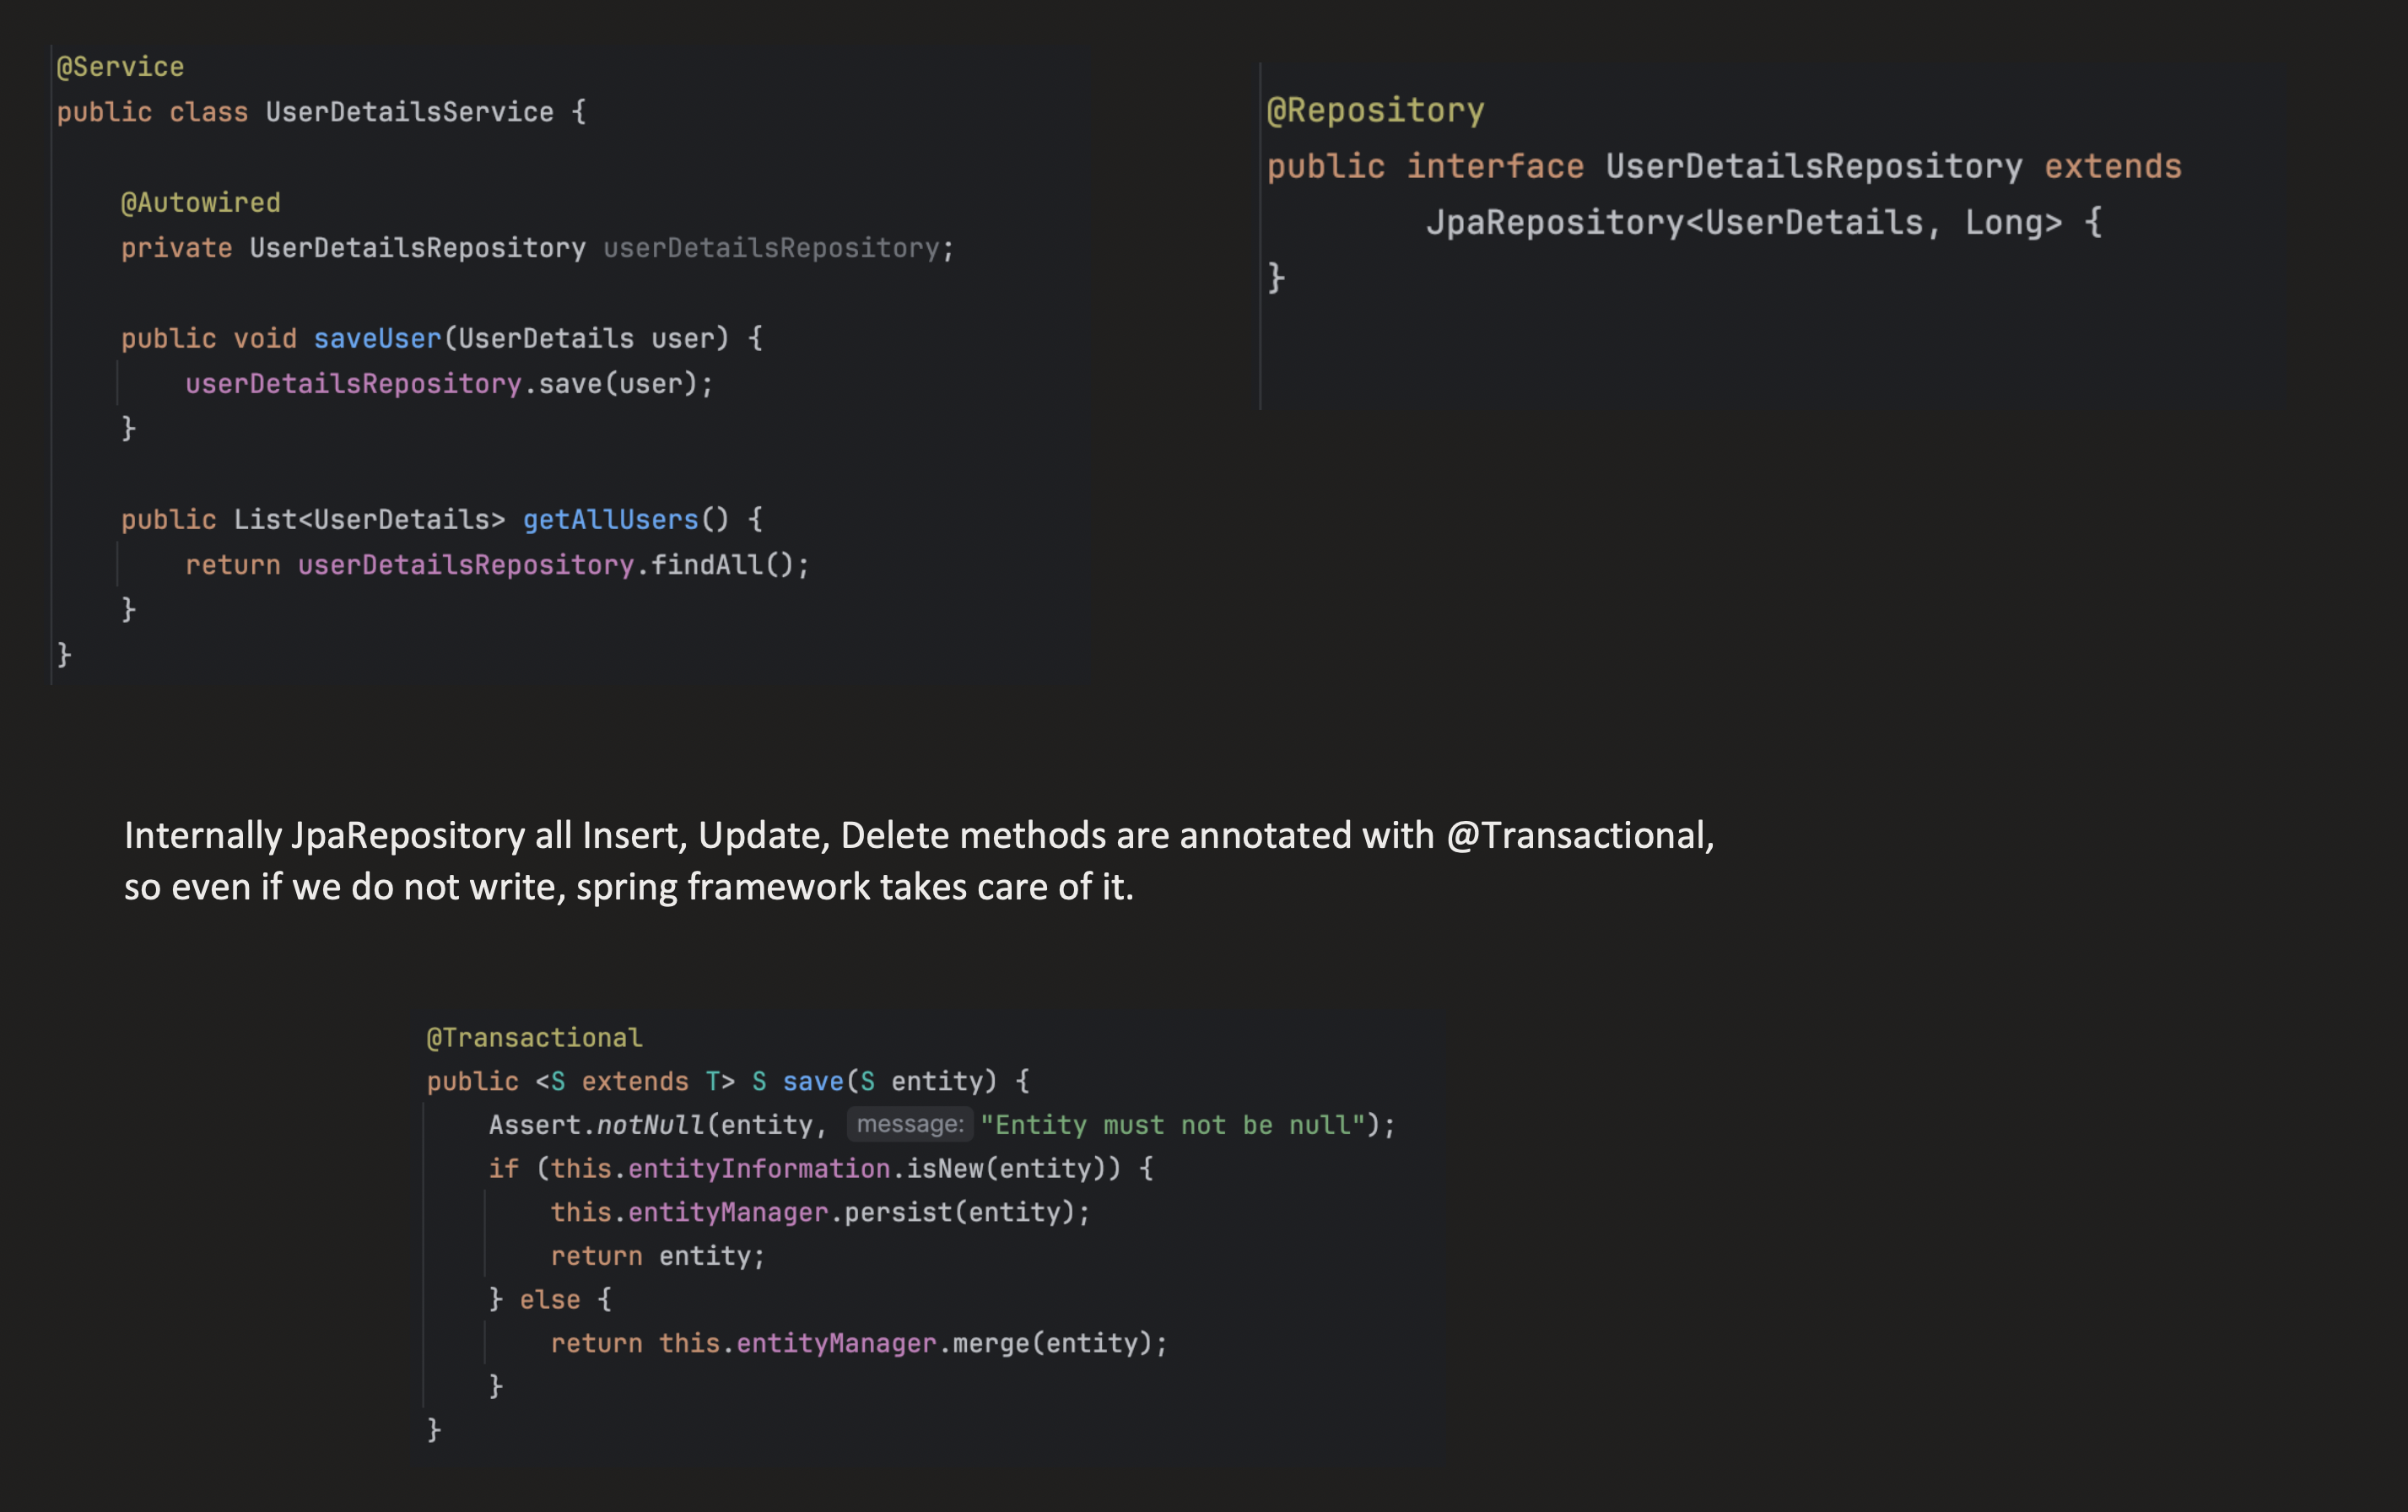 @Service
public class UserDetailsService {
@Autowired
private UserDetailsRepository userDetailsRepository;
public void saveUser(UserDetails user) {
userDetailsRepository.save(user);
}
public List<UserDetails> getAllUsers() {
return userDetailsRepository.findAll();
}
}
@Repository
public interface UserDetailsRepository extends
JpaRepository<UserDetails, Long> {
}
Internally JpaRepository all Insert, Update, Delete methods are annotated with @Transactional,
so even if we do not write, spring framework takes care of it.
@Transactional
public <S extends T> S save(S entity) {
Assert.notNull(entity, message: "Entity must not be null");
if (this.entityInformation.isNew(entity)) {
this.entityManager.persist(entity);
return entity;
} else {
return this.entityManager.merge(entity);
}
}